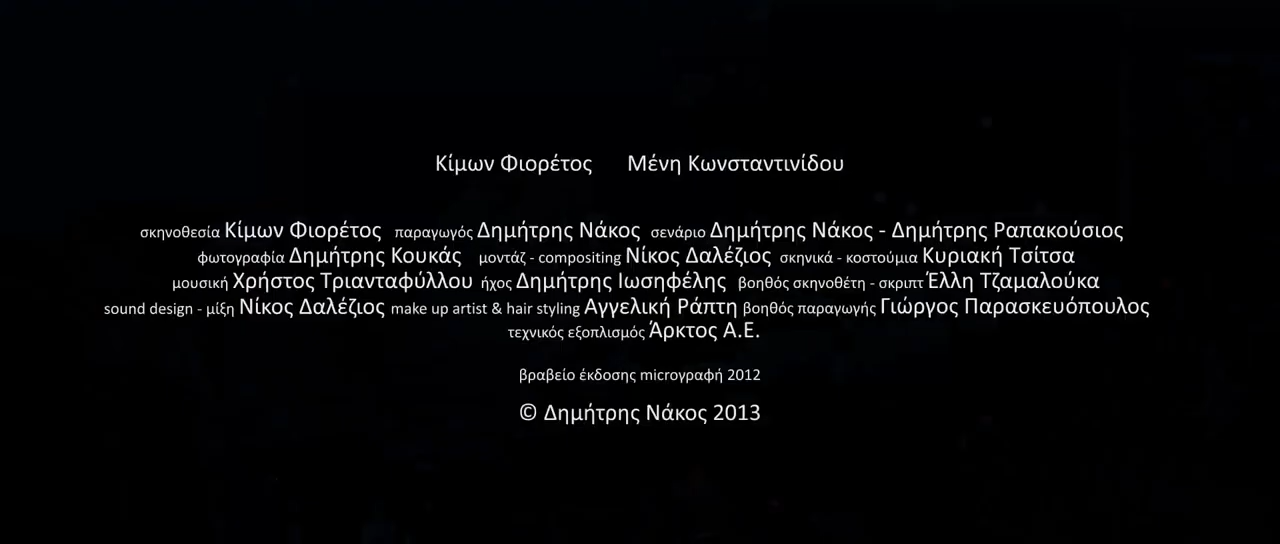 Κίμων Φιορέτος Μένη Κωνσταντινίδου
σκηνοθεσία Κίμων Φιορέτος παραγωγός Δημήτρης Νάκος σενάριο Δημήτρης Νάκος - Δημήτρης Ραπακούσιος
φωτογραφία Δημήτρης Κουκάς μοντάζ - compositing Νίκος Δαλέζιος σκηνικά - κοστούμια Κυριακή Τσίτσα
μουσική Χρήστος Τριανταφύλλου ήχος Δημήτρης Ιωσηφέλης βοηθός σκηνοθέτη - σκριπτ Έλλη Τζαμαλούκα
sound design - μίξη Νίκος Δαλέζιος make up artist & hair styling Αγγελική Ράπτη βοηθός παραγωγής Γιώργος Παρασκευόπουλος
τεχνικός εξοπλισμός Άρκτος Α.Ε.
βραβείο έκδοσης microγραφή 2012
© Δημήτρης Νάκος 2013